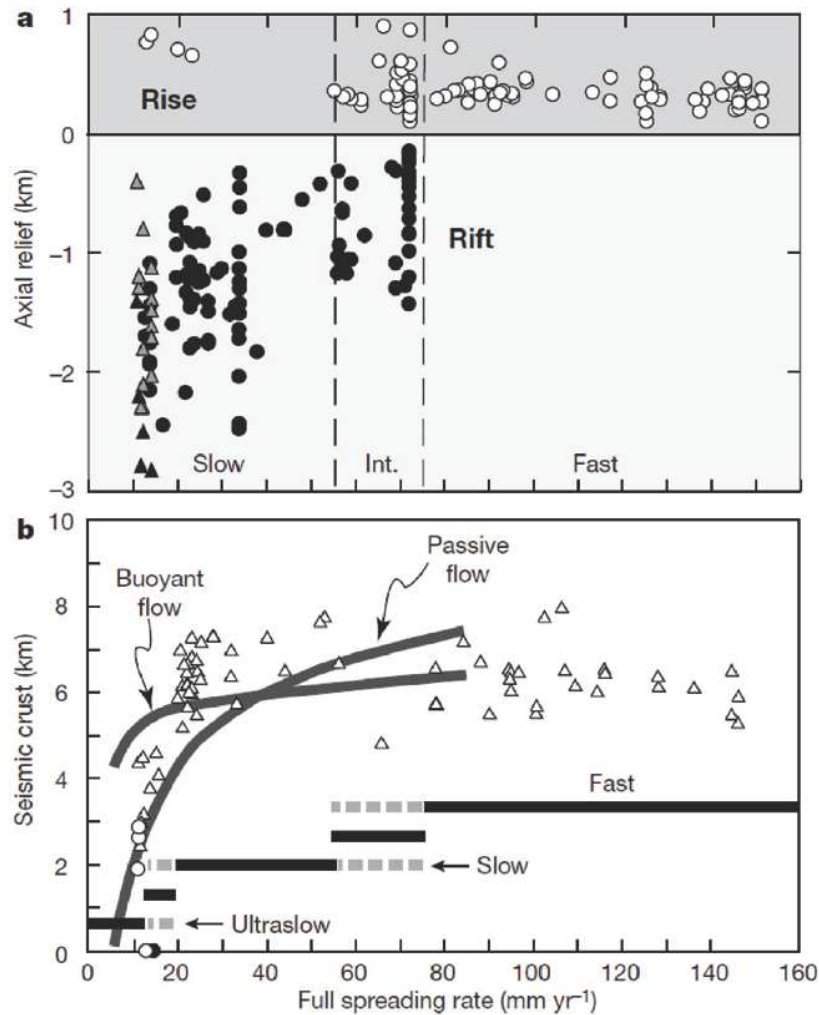 a
1
0
−1
−2
−3
Axial relief (km)
Rise
Rift
Slow
Int.
Fast
b
10
8
6
4
2
0
Seismic crust (km)
Buoyant
flow
Passive
flow
Fast
Slow
Ultraslow
0
20
40
60
80
100
120
140
160
Full spreading rate (mm yr⁻¹)